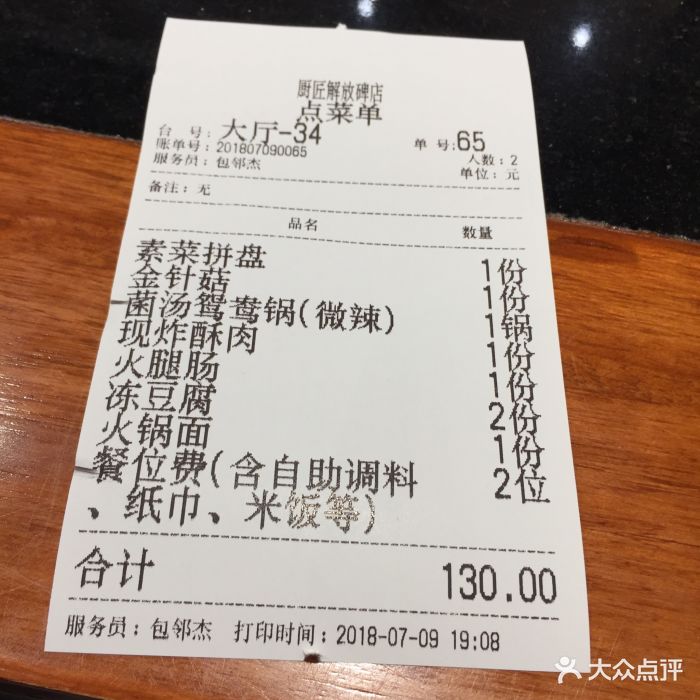 厨匠解放碑店
点菜单
台 号: 大厅-34 单 号: 65
账单号: 201807090065 人数: 2
服务员: 包邻杰 单位: 元
备注: 无
品名 数量
素菜拼盘 1份
金针菇 1份
菌汤鸳鸯锅(微辣) 1锅
现炸酥肉 1份
火腿肠 1份
冻豆腐 2份
火锅面 1份
餐位费(含自助调料 2位
、纸巾、米饭等)
合计 130.00
服务员: 包邻杰 打印时间: 2018-07-09 19:08
大众点评